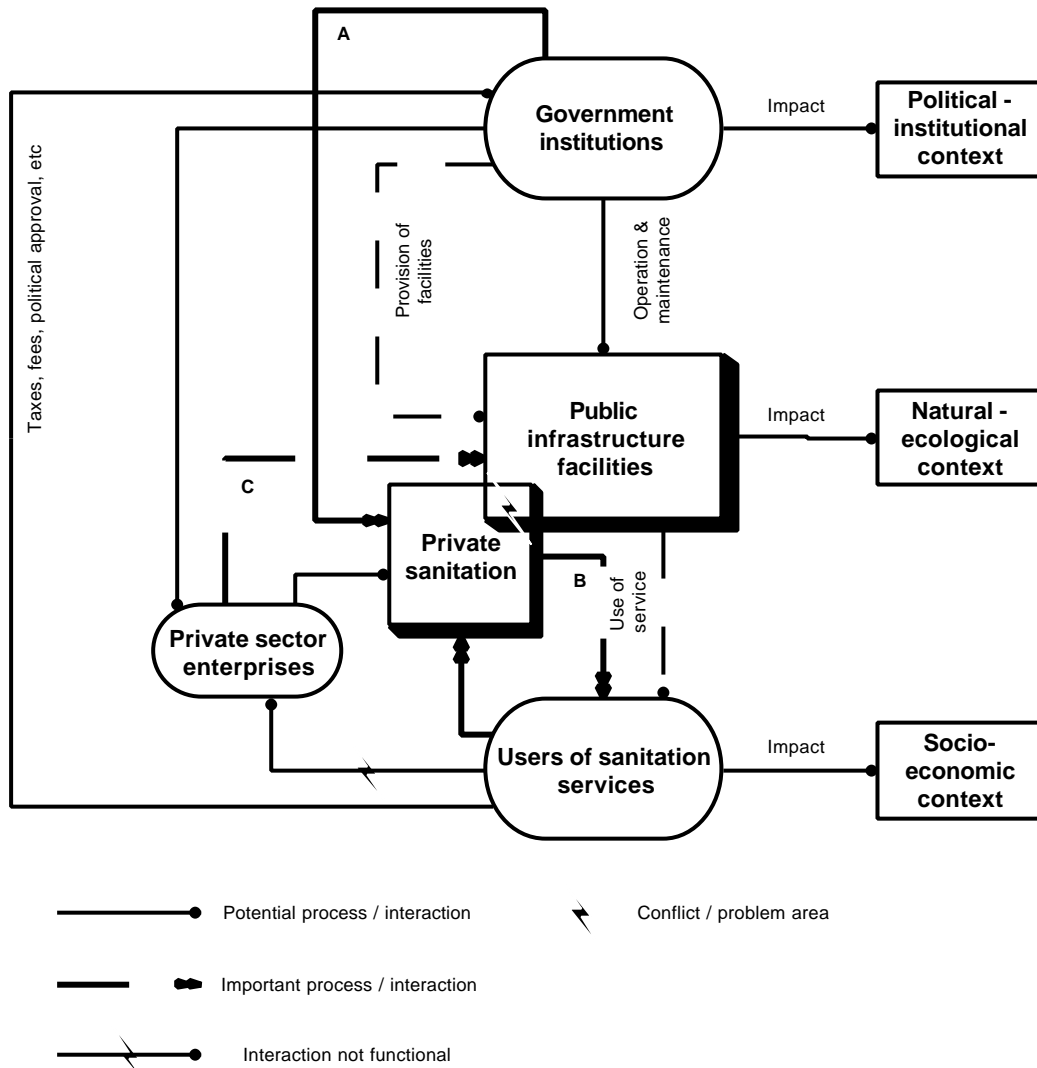 A
Government
institutions
Impact
Political -
institutional
context
Taxes, fees, political approval, etc
Provision of
facilities
Operation &
maintenance
Public
infrastructure
facilities
Impact
Natural -
ecological
context
C
Private
sanitation
B
Use of
service
Private sector
enterprises
Users of sanitation
services
Impact
Socio-
economic
context
Potential process / interaction
Conflict / problem area
Important process / interaction
Interaction not functional